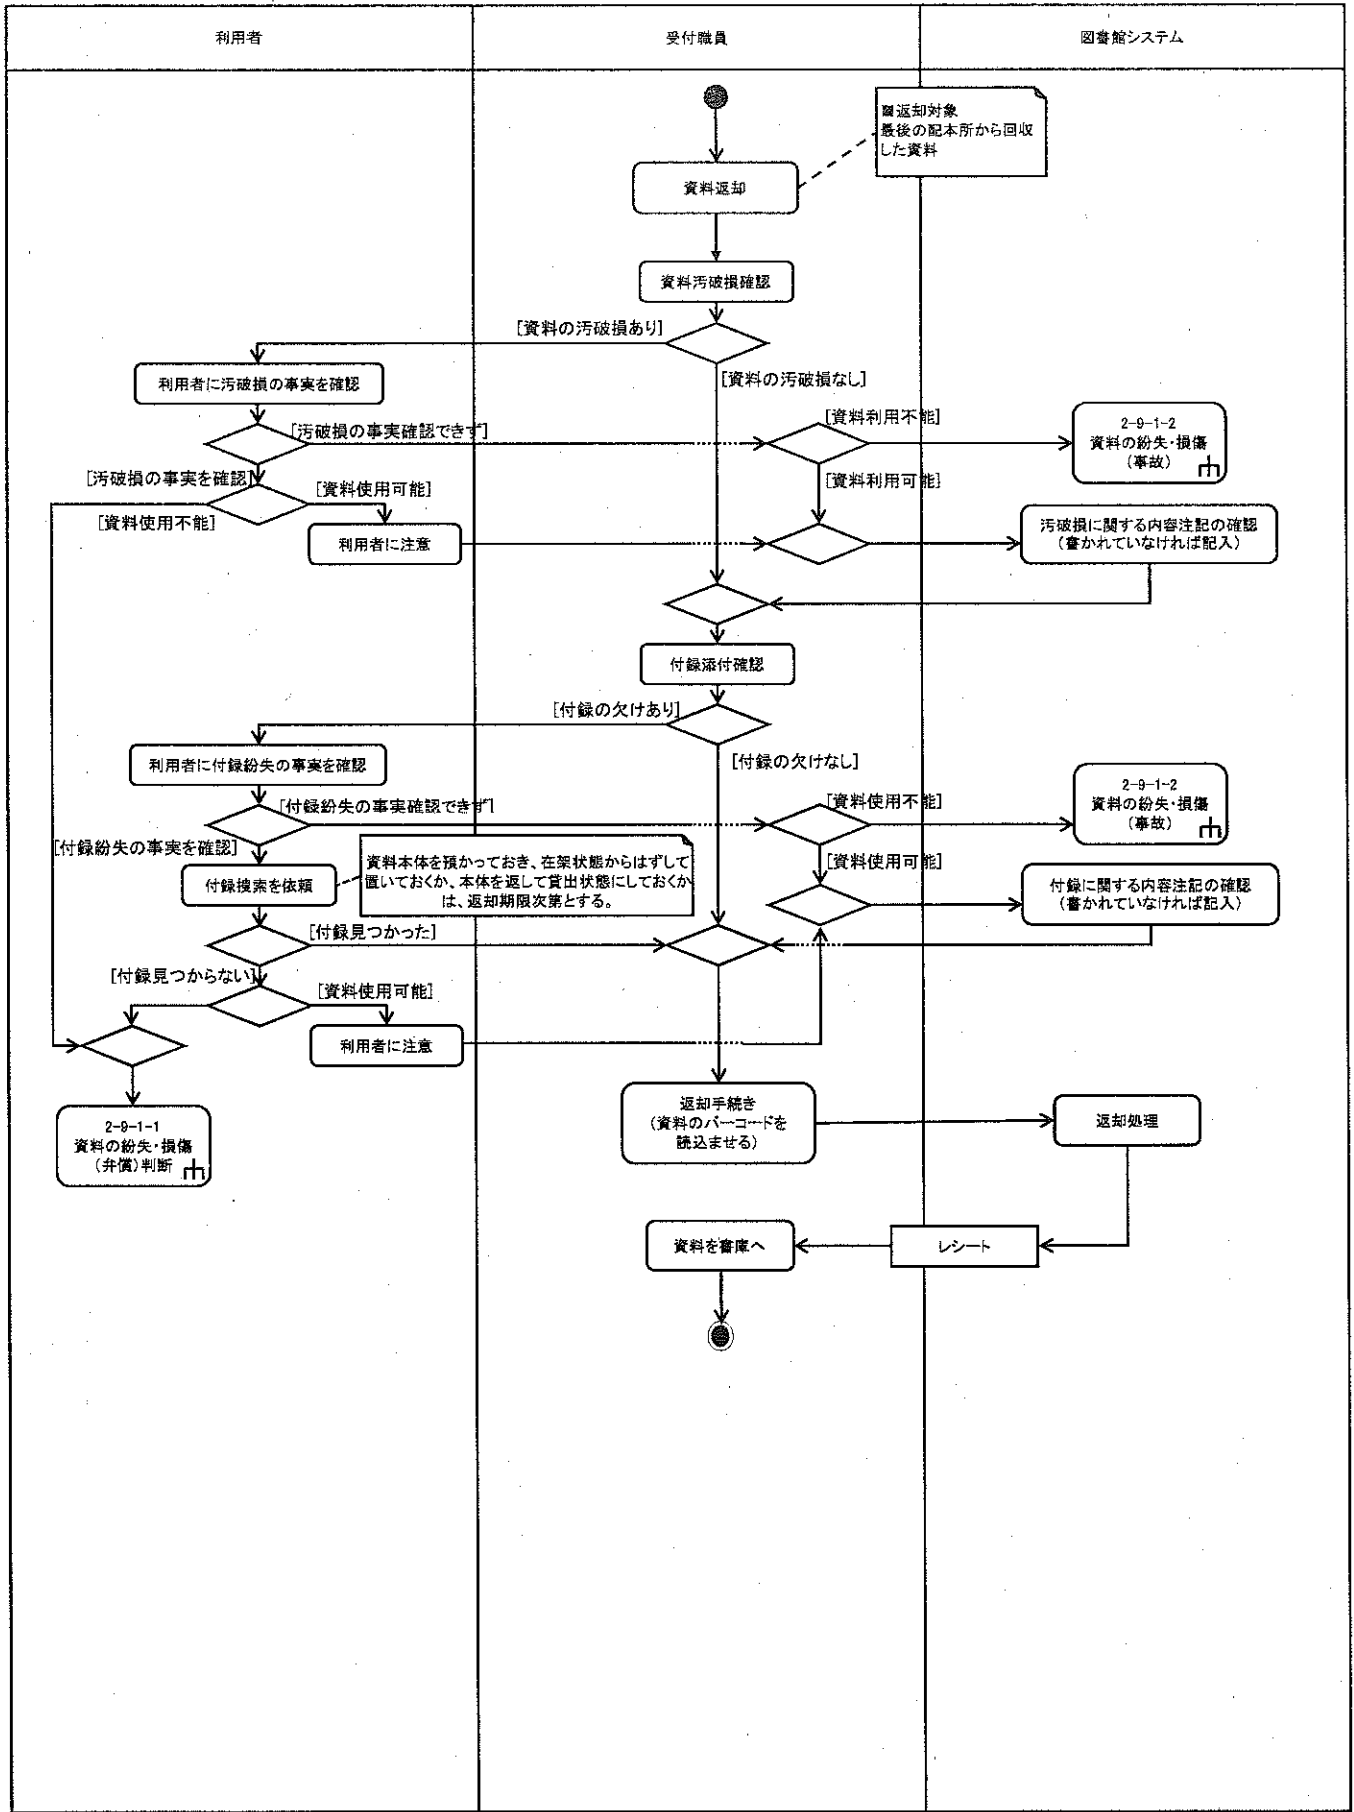 利用者
受付職員
図書館システム
■返却対象
最後の配本所から回収
した資料
資料返却
資料汚破損確認
[資料の汚破損あり]
利用者に汚破損の事実を確認
[資料の汚破損なし]
[汚破損の事実確認できず]
[資料利用不能]
2-9-1-2
資料の紛失・損傷
(事故)
[汚破損の事実を確認]
[資料使用可能]
[資料利用可能]
[資料使用不能]
利用者に注意
汚破損に関する内容注記の確認
(書かれていなければ記入)
付録添付確認
[付録の欠けあり]
利用者に付録紛失の事実を確認
[付録の欠けなし]
[付録紛失の事実確認できず]
[資料使用不能]
2-9-1-2
資料の紛失・損傷
(事故)
[付録紛失の事実を確認]
資料本体を預かっておき、在架状態からはずして
置いておくか、本体を返して貸出状態にしておくか
は、返却期限次第とする。
[資料使用可能]
付録捜索を依頼
付録に関する内容注記の確認
(書かれていなければ記入)
[付録見つかった]
[付録見つからない]
[資料使用可能]
利用者に注意
2-9-1-1
資料の紛失・損傷
(弁償)判断
返却手続き
(資料のバーコードを
読込ませる)
返却処理
資料を書庫へ
レシート